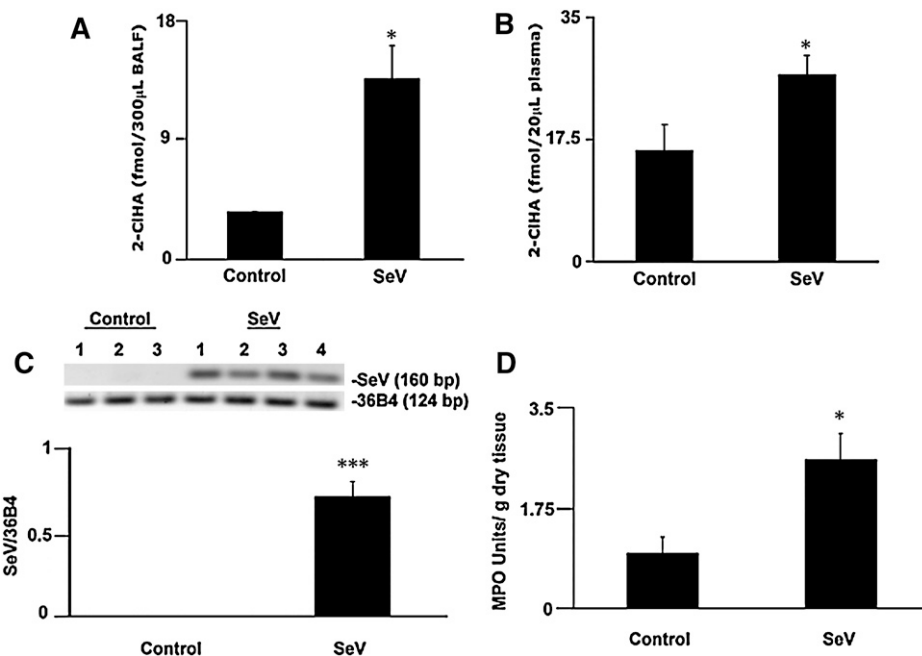 A
18
9
0
2-ClHA (fmol/300μL BALF)
*
Control
SeV
B
35
17.5
0
2-ClHA (fmol/20μL plasma)
*
Control
SeV
C
Control
SeV
1 2 3 1 2 3 4
-SeV (160 bp)
-36B4 (124 bp)
1
0.5
0
SeV/36B4
***
Control
SeV
D
3.5
1.75
0
MPO Units/ g dry tissue
*
Control
SeV